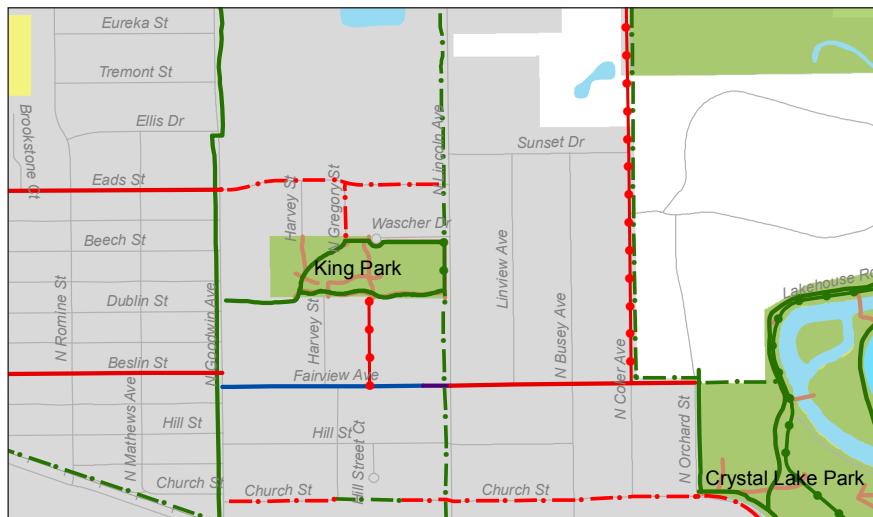 Eureka St
Tremont St
Ellis Dr
Brookstone Ct
N Lincoln Ave
Sunset Dr
Eads St
Harvey St
N Gregory St
Wascher Dr
Beech St
King Park
Linview Ave
Lakehouse Ro
Dublin St
N Romine St
N Goodwin Ave
Harvey St
N Busey Ave
N Coler Ave
Beslin St
Fairview Ave
N Mathews Ave
Hill St
Hill St
Hill Street Ct
N Orchard St
Church St
Church St
Church St
Crystal Lake Park